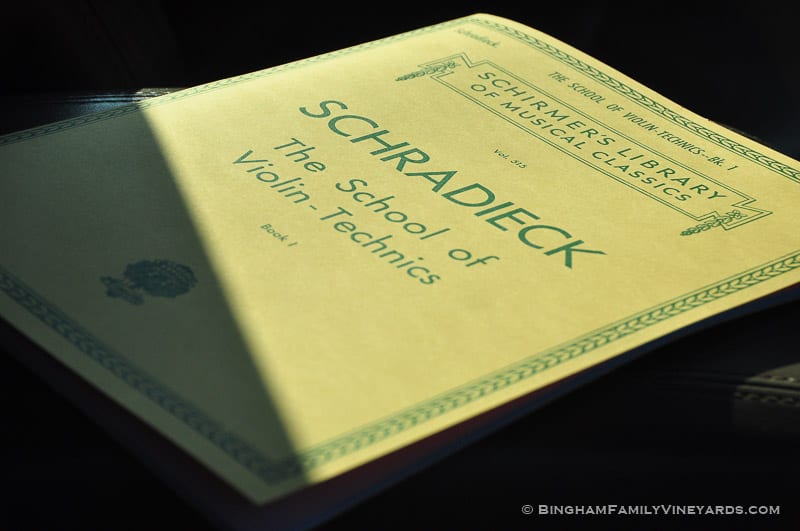 Schradieck
THE SCHOOL OF VIOLIN-TECHNICS--Bk. I
SCHIRMER'S LIBRARY
OF MUSICAL CLASSICS
Vol. 515
SCHRADIECK
The School of
Violin-Technics
Book I
© BINGHAMFAMILYVINEYARDS.COM